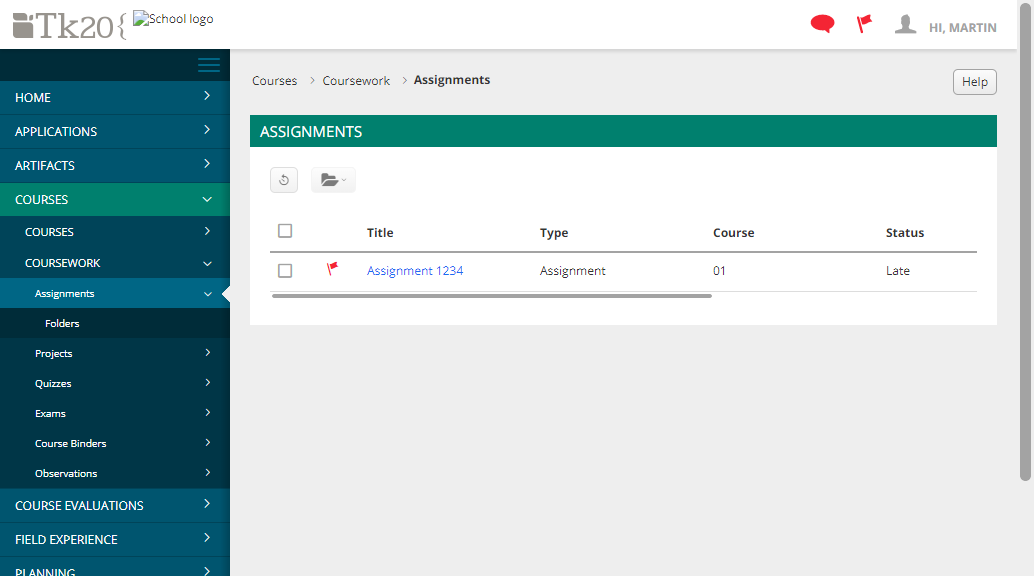 Tk20{
School logo
HI, MARTIN
HOME
APPLICATIONS
ARTIFACTS
COURSES
COURSES
COURSEWORK
Assignments
Folders
Projects
Quizzes
Exams
Course Binders
Observations
COURSE EVALUATIONS
FIELD EXPERIENCE
PLANNING
Courses > Coursework > Assignments
Help
ASSIGNMENTS
Title Type Course Status
Assignment 1234 Assignment 01 Late